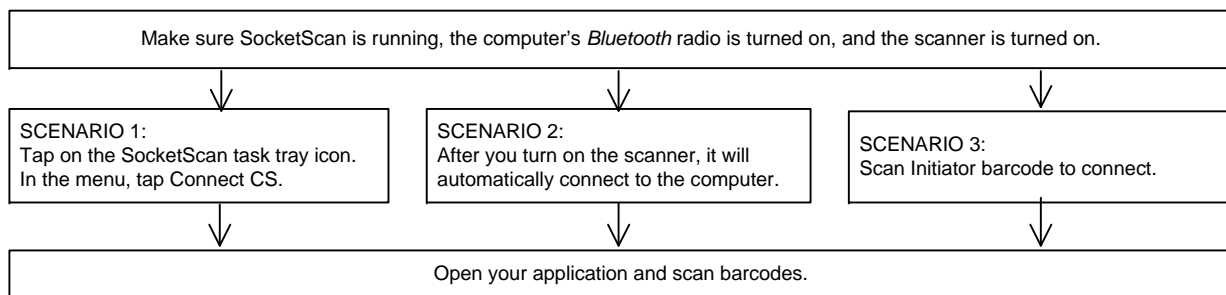 Make sure SocketScan is running, the computer's Bluetooth radio is turned on, and the scanner is turned on.
SCENARIO 1:
Tap on the SocketScan task tray icon.
In the menu, tap Connect CS.
SCENARIO 2:
After you turn on the scanner, it will
automatically connect to the computer.
SCENARIO 3:
Scan Initiator barcode to connect.
Open your application and scan barcodes.